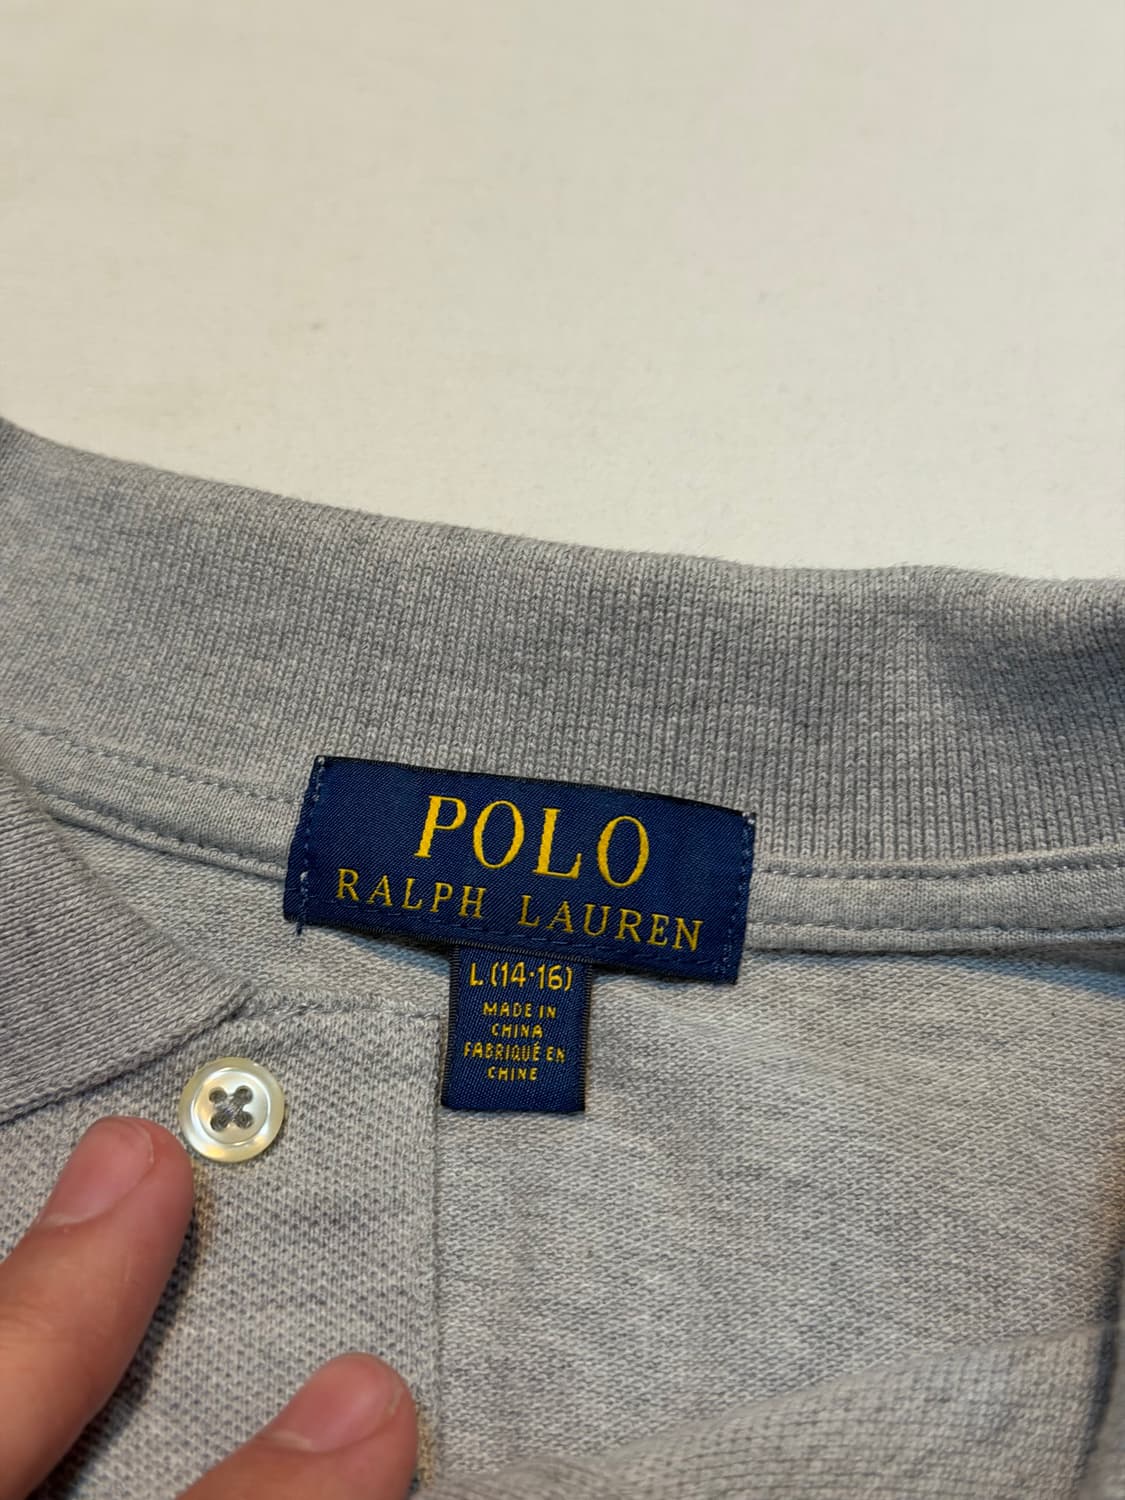 POLO
RALPH LAUREN
L (14-16)
MADE IN
CHINA
FABRIQUÉ EN
CHINE